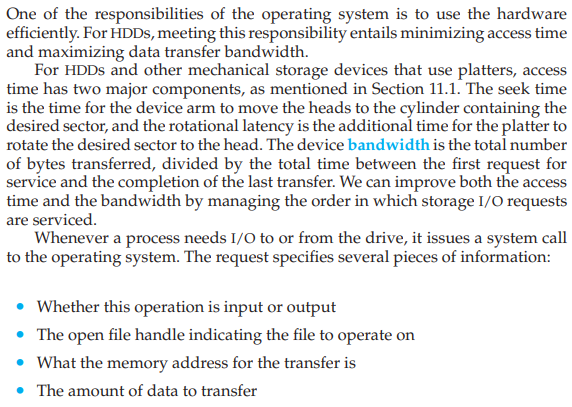 One of the responsibilities of the operating system is to use the hardware
efficiently. For HDDs, meeting this responsibility entails minimizing access time
and maximizing data transfer bandwidth.
For HDDs and other mechanical storage devices that use platters, access
time has two major components, as mentioned in Section 11.1. The seek time
is the time for the device arm to move the heads to the cylinder containing the
desired sector, and the rotational latency is the additional time for the platter to
rotate the desired sector to the head. The device bandwidth is the total number
of bytes transferred, divided by the total time between the first request for
service and the completion of the last transfer. We can improve both the access
time and the bandwidth by managing the order in which storage I/O requests
are serviced.
Whenever a process needs I/O to or from the drive, it issues a system call
to the operating system. The request specifies several pieces of information:
• Whether this operation is input or output
• The open file handle indicating the file to operate on
• What the memory address for the transfer is
• The amount of data to transfer